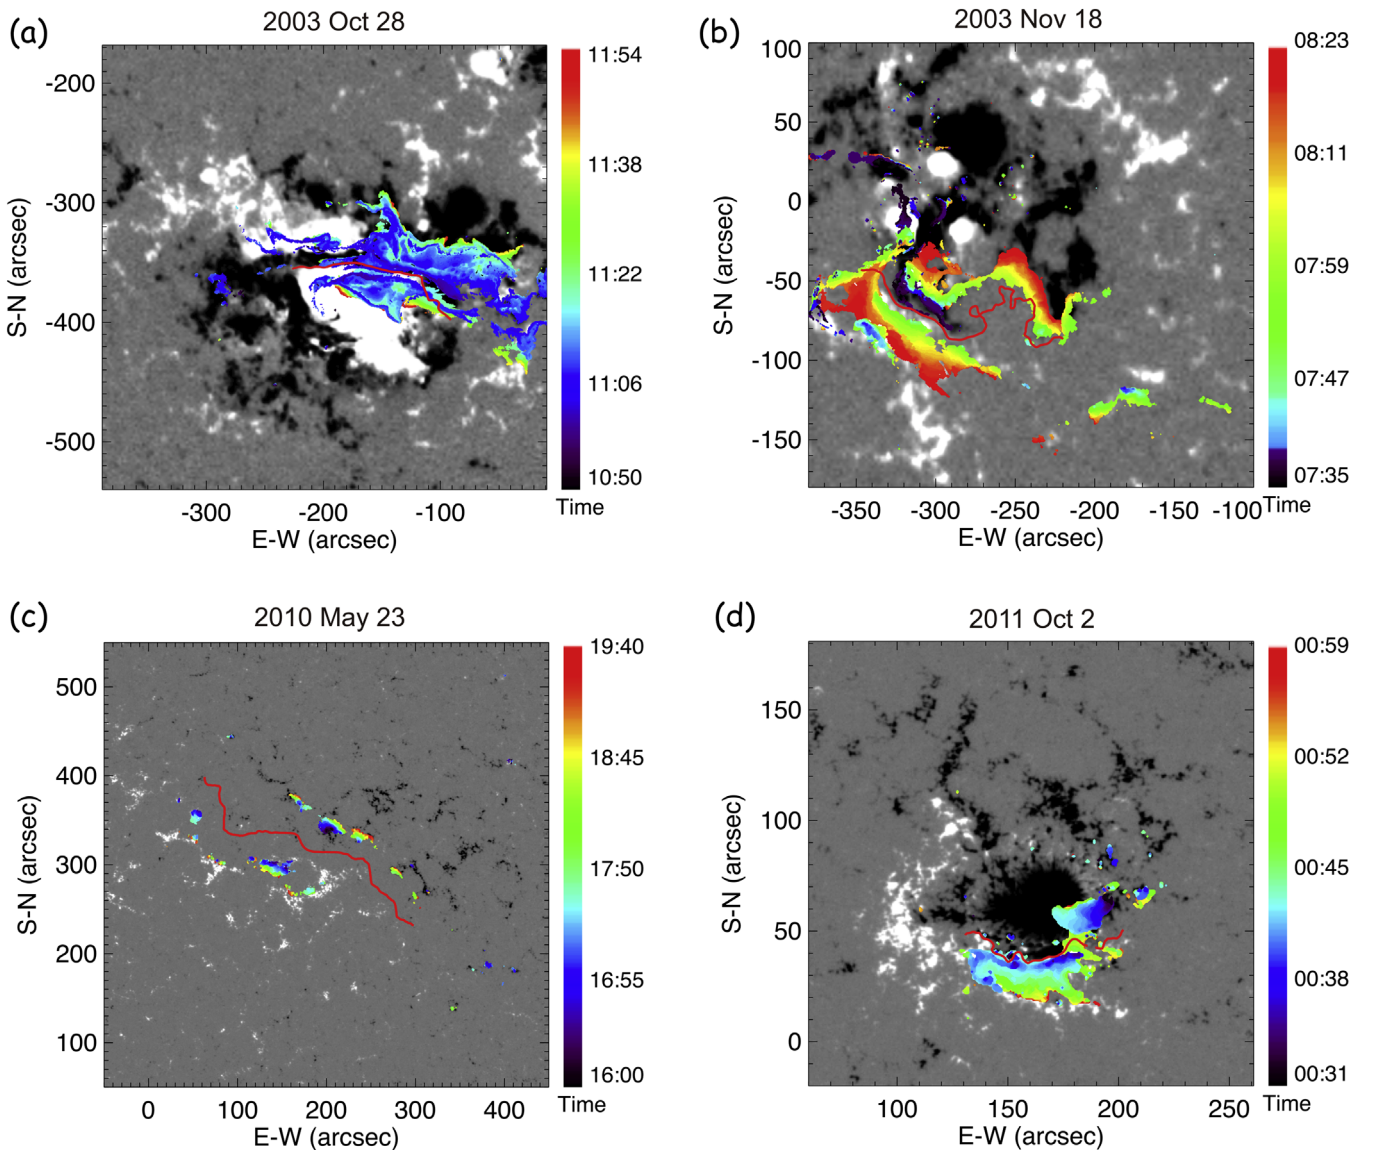 (a)
2003 Oct 28
-200
-300
-400
-500
S-N (arcsec)
-300 -200 -100
E-W (arcsec)
11:54
11:38
11:22
11:06
10:50
Time
(b)
2003 Nov 18
100
50
0
-50
-100
-150
S-N (arcsec)
-350 -300 -250 -200 -150 -100
E-W (arcsec)
08:23
08:11
07:59
07:47
07:35
Time
(c)
2010 May 23
500
400
300
200
100
S-N (arcsec)
0 100 200 300 400
E-W (arcsec)
19:40
18:45
17:50
16:55
16:00
Time
(d)
2011 Oct 2
150
100
50
0
S-N (arcsec)
100 150 200 250
E-W (arcsec)
00:59
00:52
00:45
00:38
00:31
Time